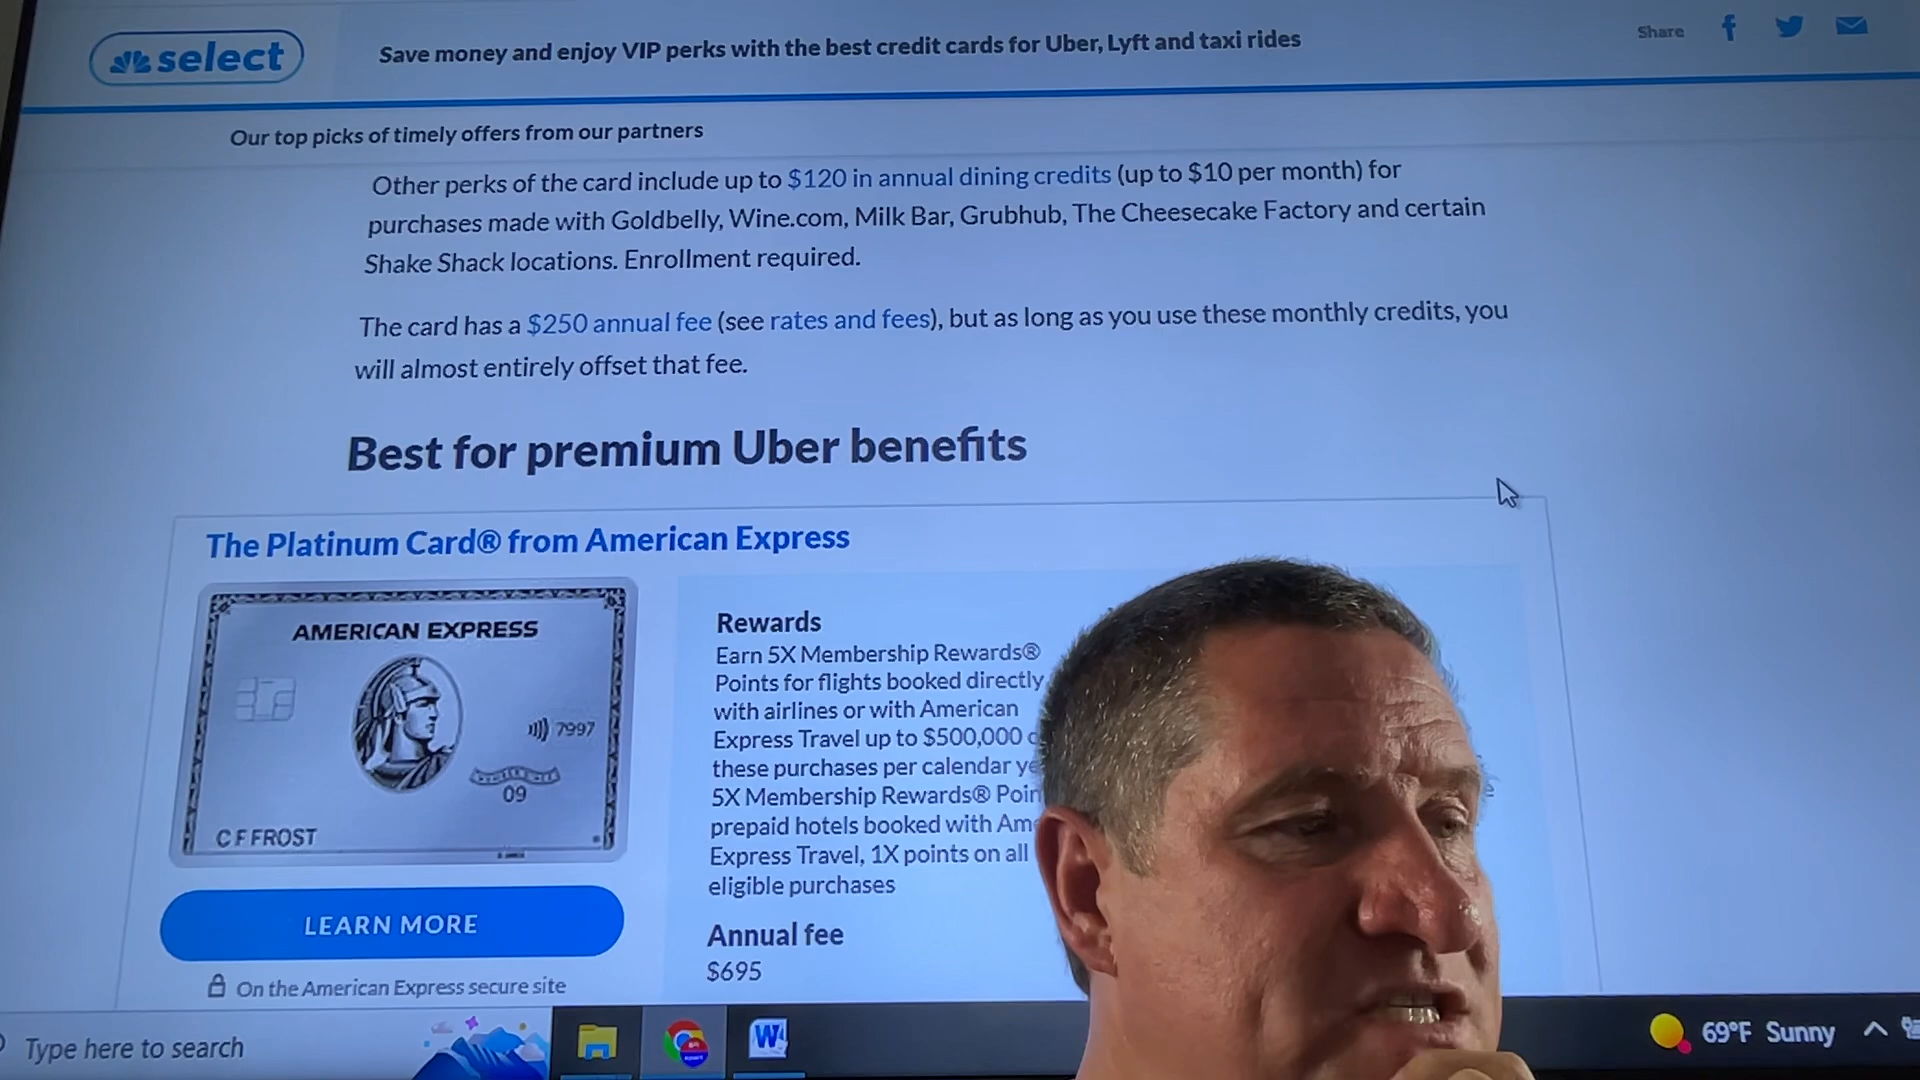 select
Save money and enjoy VIP perks with the best credit cards for Uber, Lyft and taxi rides
Share
Our top picks of timely offers from our partners
Other perks of the card include up to $120 in annual dining credits (up to $10 per month) for
purchases made with Goldbelly, Wine.com, Milk Bar, Grubhub, The Cheesecake Factory and certain
Shake Shack locations. Enrollment required.
The card has a $250 annual fee (see rates and fees), but as long as you use these monthly credits, you
will almost entirely offset that fee.
Best for premium Uber benefits
The Platinum Card® from American Express
AMERICAN EXPRESS
7997
09
C F FROST
LEARN MORE
On the American Express secure site
Rewards
Earn 5X Membership Rewards®
Points for flights booked directly
with airlines or with American
Express Travel up to $500,000
these purchases per calendar
5X Membership Rewards®
prepaid hotels booked with
Express Travel, 1X points on all
eligible purchases
Annual fee
$695
Type here to search
W
69°F Sunny